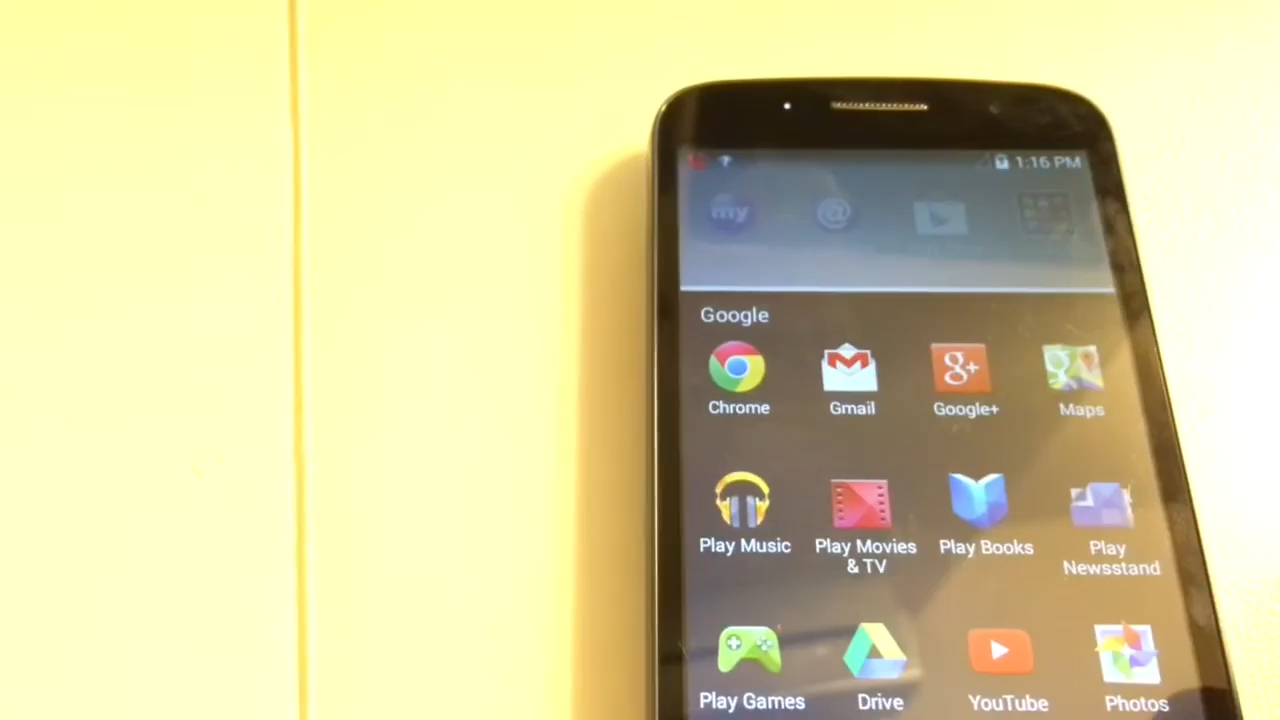 1:16 PM
my
@
Google
Chrome Gmail Google+ Maps
Play Music Play Movies & TV Play Books Play Newsstand
Play Games Drive YouTube Photos